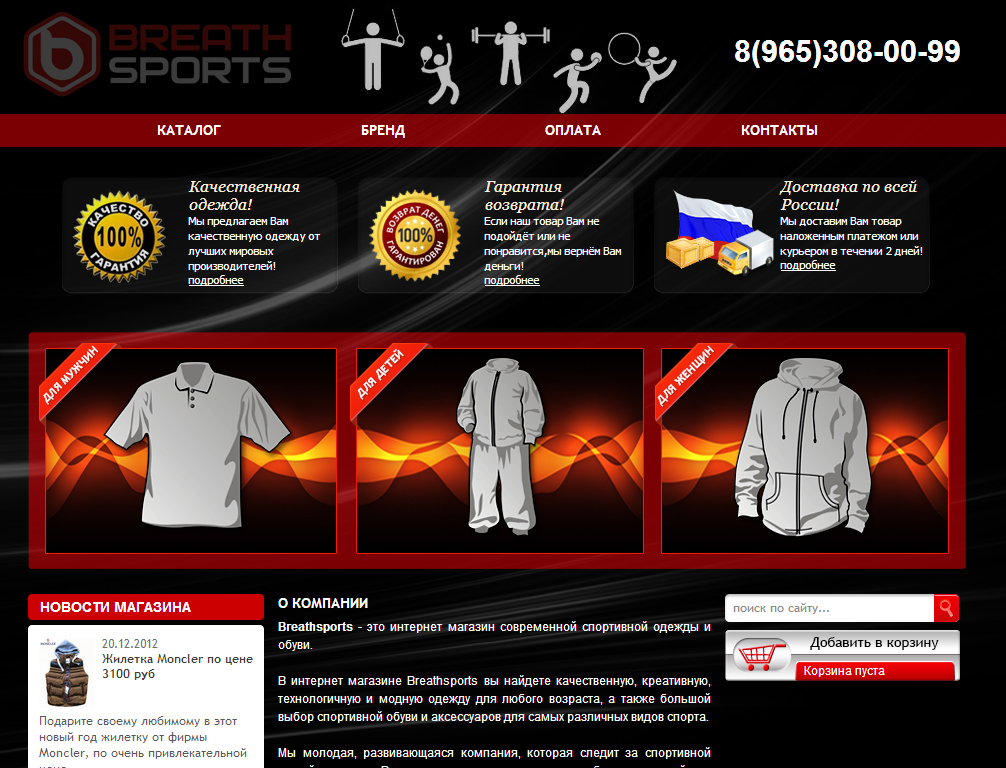 BREATH
SPORTS
8(965)308-00-99
КАТАЛОГ
БРЕНД
ОПЛАТА
КОНТАКТЫ
КАЧЕСТВО
100%
ГАРАНТИЯ
Качественная
одежда!
Мы предлагаем Вам
качественную одежду от
лучших мировых
производителей!
подробнее
ВОЗВРАТ ДЕНЕГ
100%
ГАРАНТИРОВАН
Гарантия
возврата!
Если наш товар Вам не
подойдёт или не
понравится,мы вернём Вам
деньги!
подробнее
Доставка по всей
России!
Мы доставим Вам товар
наложенным платежом или
курьером в течении 2 дней!
подробнее
ДЛЯ МУЖЧИН
ДЛЯ ДЕТЕЙ
ДЛЯ ЖЕНЩИН
НОВОСТИ МАГАЗИНА
MONCLER
20.12.2012
Жилетка Moncler по цене
3100 руб
Подарите своему любимому в этот
новый год жилетку от фирмы
Moncler, по очень привлекательной
О КОМПАНИИ
Breathsports - это интернет магазин современной спортивной одежды и
обуви.
В интернет магазине Breathsports вы найдете качественную, креативную,
технологичную и модную одежду для любого возраста, а также большой
выбор спортивной обуви и аксессуаров для самых различных видов спорта.
Мы молодая, развивающаяся компания, которая следит за спортивной
поиск по сайту...
Добавить в корзину
Корзина пуста